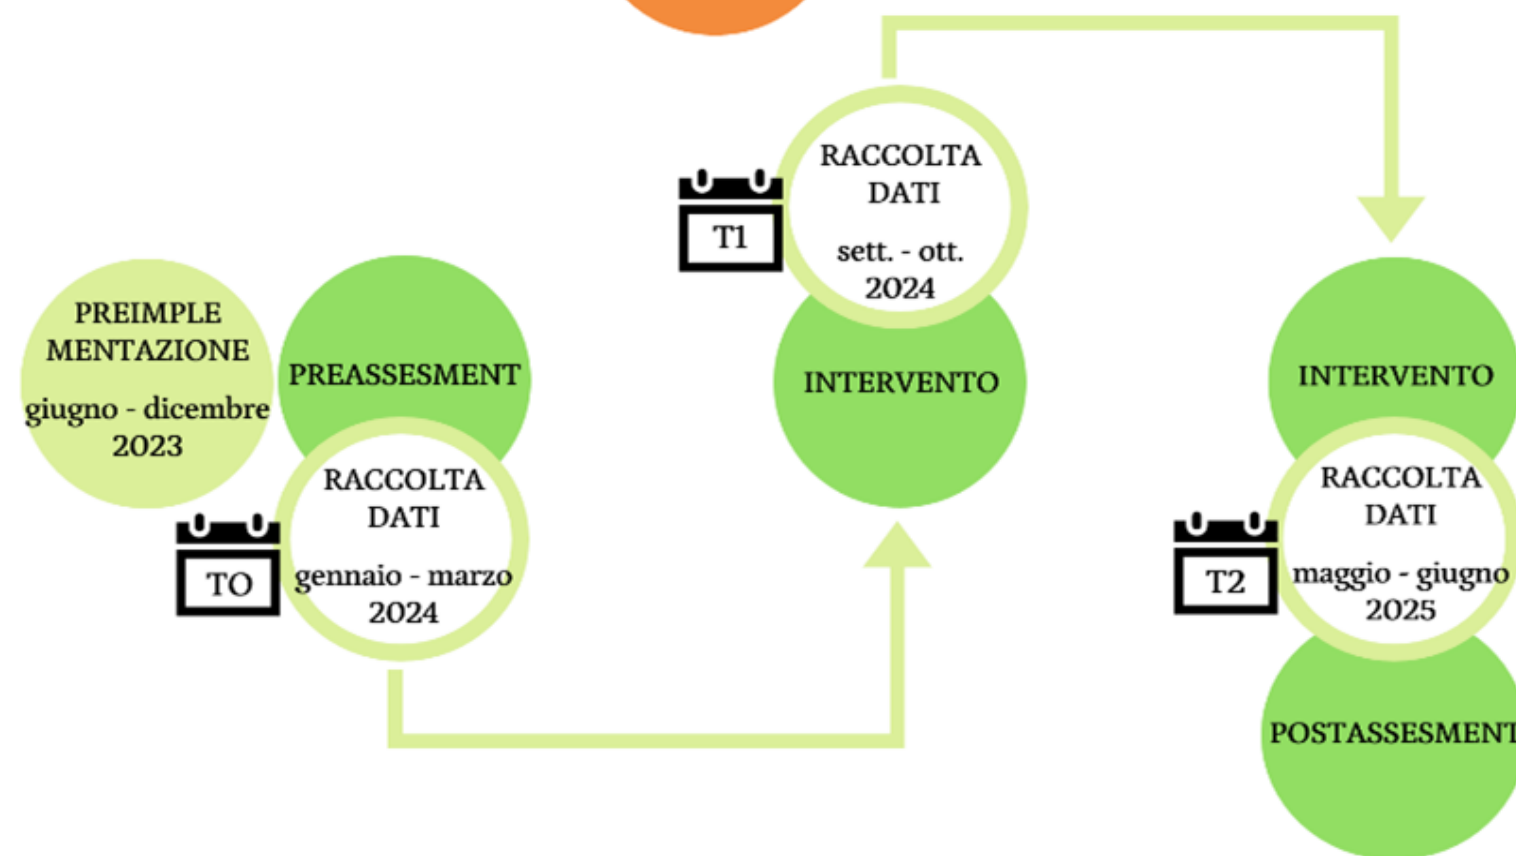 PREIMPLE
MENTAZIONE
giugno - dicembre
2023
PREASSESMENT
RACCOLTA
DATI
gennaio - marzo
2024
TO
RACCOLTA
DATI
sett. - ott.
2024
T1
INTERVENTO
INTERVENTO
RACCOLTA
DATI
maggio - giugno
2025
T2
POSTASSESMENT